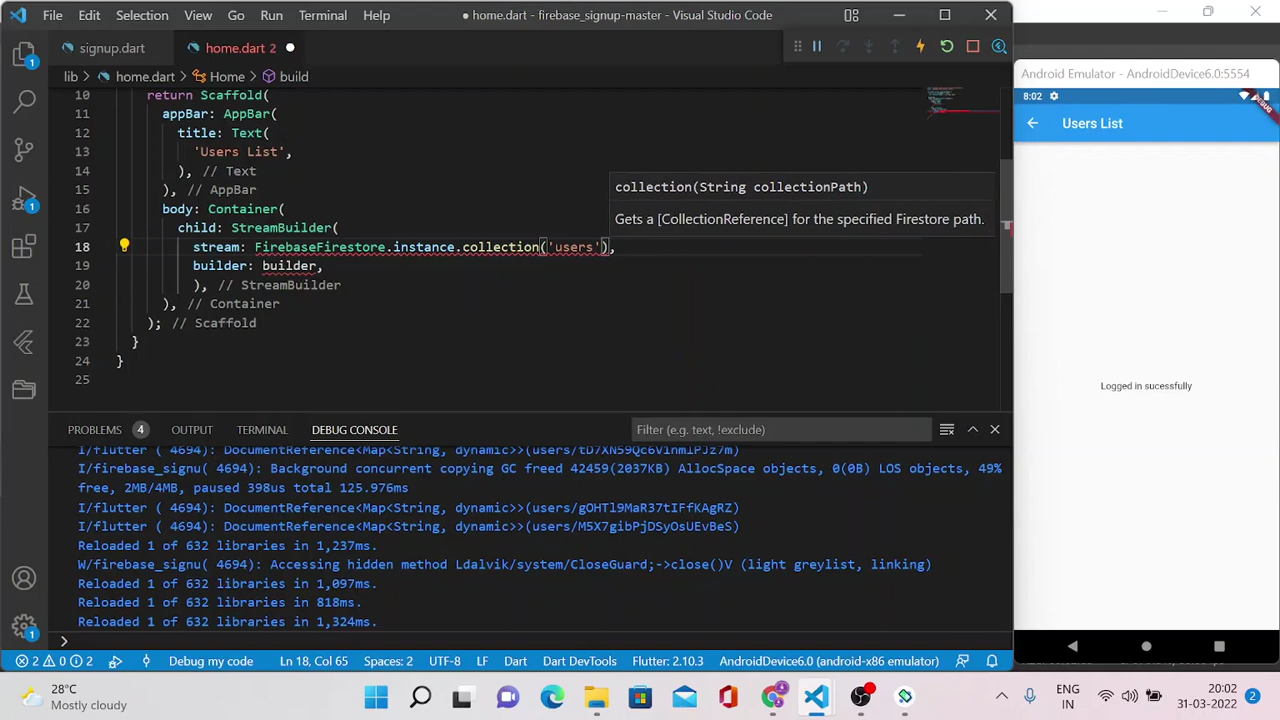 File Edit Selection View Go Run Terminal Help ● home.dart - firebase_signup-master - Visual Studio Code
signup.dart home.dart 2 ●
lib > home.dart > Home > build
10 return Scaffold(
11 appBar: AppBar(
12 title: Text(
13 'Users List',
14 ), // Text
15 ), // AppBar
16 body: Container(
17 child: StreamBuilder(
18 stream: FirebaseFirestore.instance.collection('users'),
19 builder: builder,
20 ), // StreamBuilder
21 ), // Container
22 ); // Scaffold
23 }
24 }
25
collection(String collectionPath)
Gets a [CollectionReference] for the specified Firestore path.
1
1
1
PROBLEMS 4 OUTPUT TERMINAL DEBUG CONSOLE Filter (e.g. text, !exclude)
I/flutter ( 4694): DocumentReference<Map<String, dynamic>>(users/tD7XN59Qc6V1nmlPJz7m)
I/firebase_signu( 4694): Background concurrent copying GC freed 42459(2037KB) AllocSpace objects, 0(0B) LOS objects, 49%
free, 2MB/4MB, paused 398us total 125.976ms
I/flutter ( 4694): DocumentReference<Map<String, dynamic>>(users/gOHTl9MaR37tIFfKAgRZ)
I/flutter ( 4694): DocumentReference<Map<String, dynamic>>(users/M5X7gibPjDSyOsUEvBeS)
Reloaded 1 of 632 libraries in 1,237ms.
W/firebase_signu( 4694): Accessing hidden method Ldalvik/system/CloseGuard;->close()V (light greylist, linking)
Reloaded 1 of 632 libraries in 1,097ms.
Reloaded 1 of 632 libraries in 818ms.
Reloaded 1 of 632 libraries in 1,324ms.
>
2 0 2 Debug my code Ln 18, Col 65 Spaces: 2 UTF-8 LF Dart Dart DevTools Flutter: 2.10.3 AndroidDevice6.0 (android-x86 emulator)
Android Emulator - AndroidDevice6.0:5554
8:02
DEBUG
Users List
Logged in sucessfully
28°C
Mostly cloudy
ENG
IN
20:02
31-03-2022
2